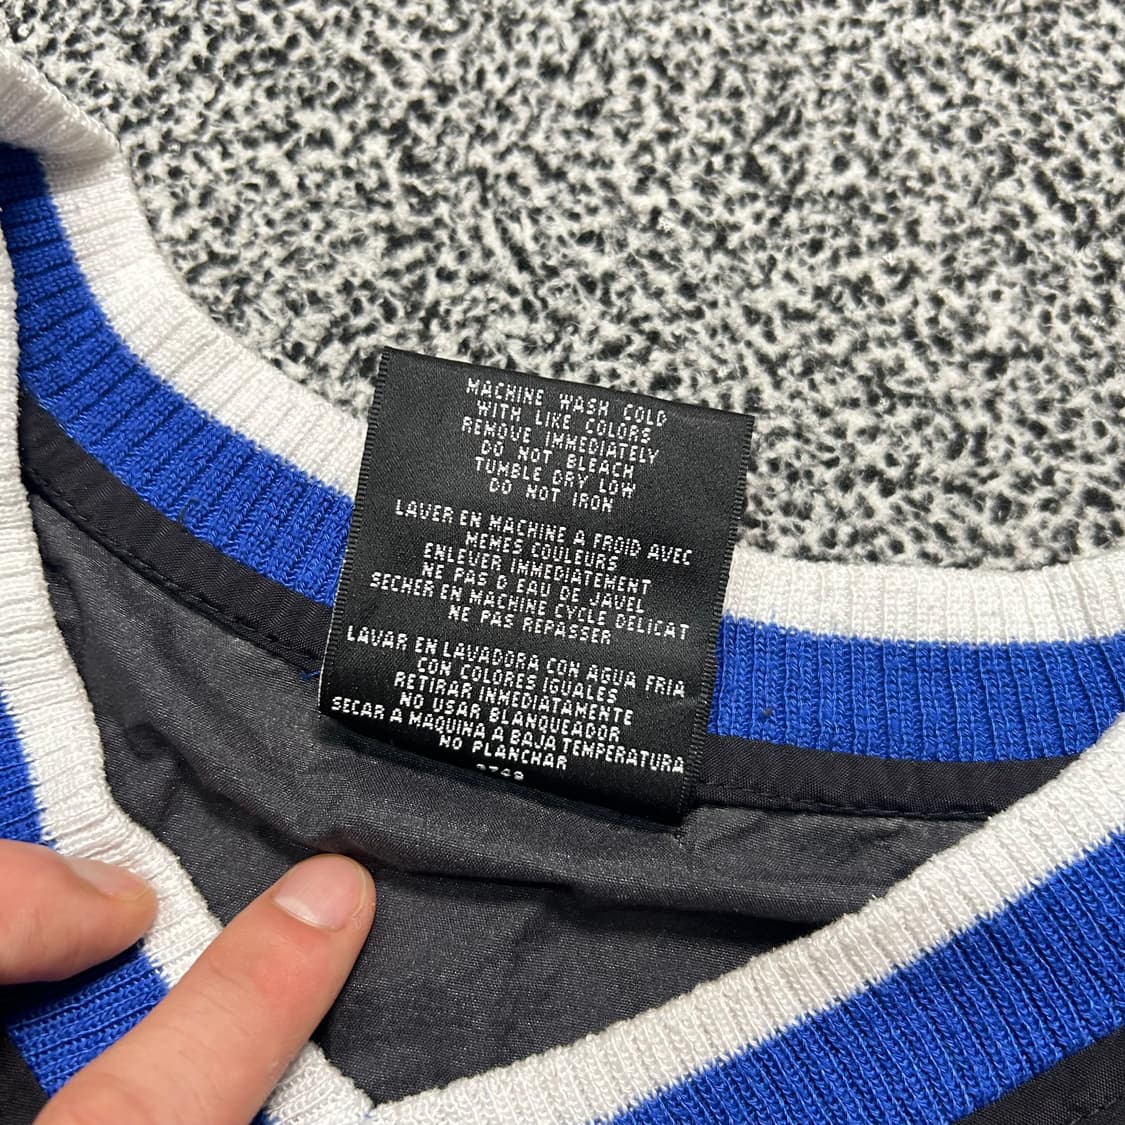 MACHINE WASH COLD
WITH LIKE COLORS
REMOVE IMMEDIATELY
DO NOT BLEACH
TUMBLE DRY LOW
DO NOT IRON
LAVER EN MACHINE A FROID AVEC
MEMES COULEURS
ENLEVER IMMEDIATEMENT
NE PAS D EAU DE JAVEL
SECHER EN MACHINE CYCLE DELICAT
NE PAS REPASSER
LAVAR EN LAVADORA CON AGUA FRIA
CON COLORES IGUALES
RETIRAR INMEDIATAMENTE
NO USAR BLANQUEADOR
SECAR A MAQUINA A BAJA TEMPERATURA
NO PLANCHAR